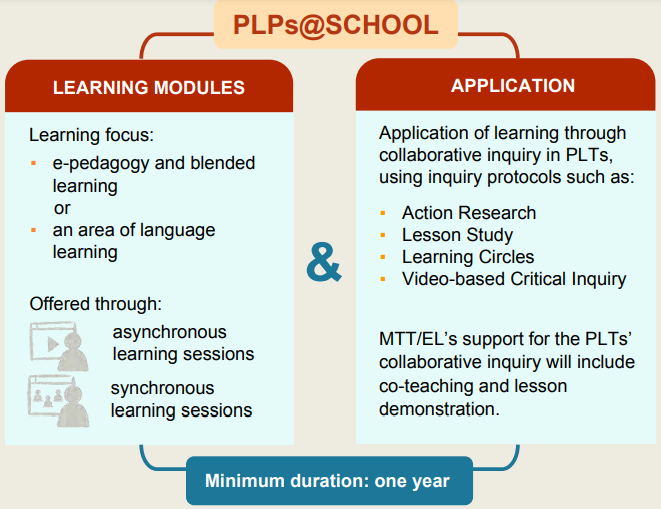 PLPs@SCHOOL
LEARNING MODULES
Learning focus:
▪ e-pedagogy and blended
learning
or
▪ an area of language
learning
Offered through:
asynchronous
learning sessions
synchronous
learning sessions
&
APPLICATION
Application of learning through
collaborative inquiry in PLTs,
using inquiry protocols such as:
▪ Action Research
▪ Lesson Study
▪ Learning Circles
▪ Video-based Critical Inquiry
MTT/EL’s support for the PLTs’
collaborative inquiry will include
co-teaching and lesson
demonstration.
Minimum duration: one year